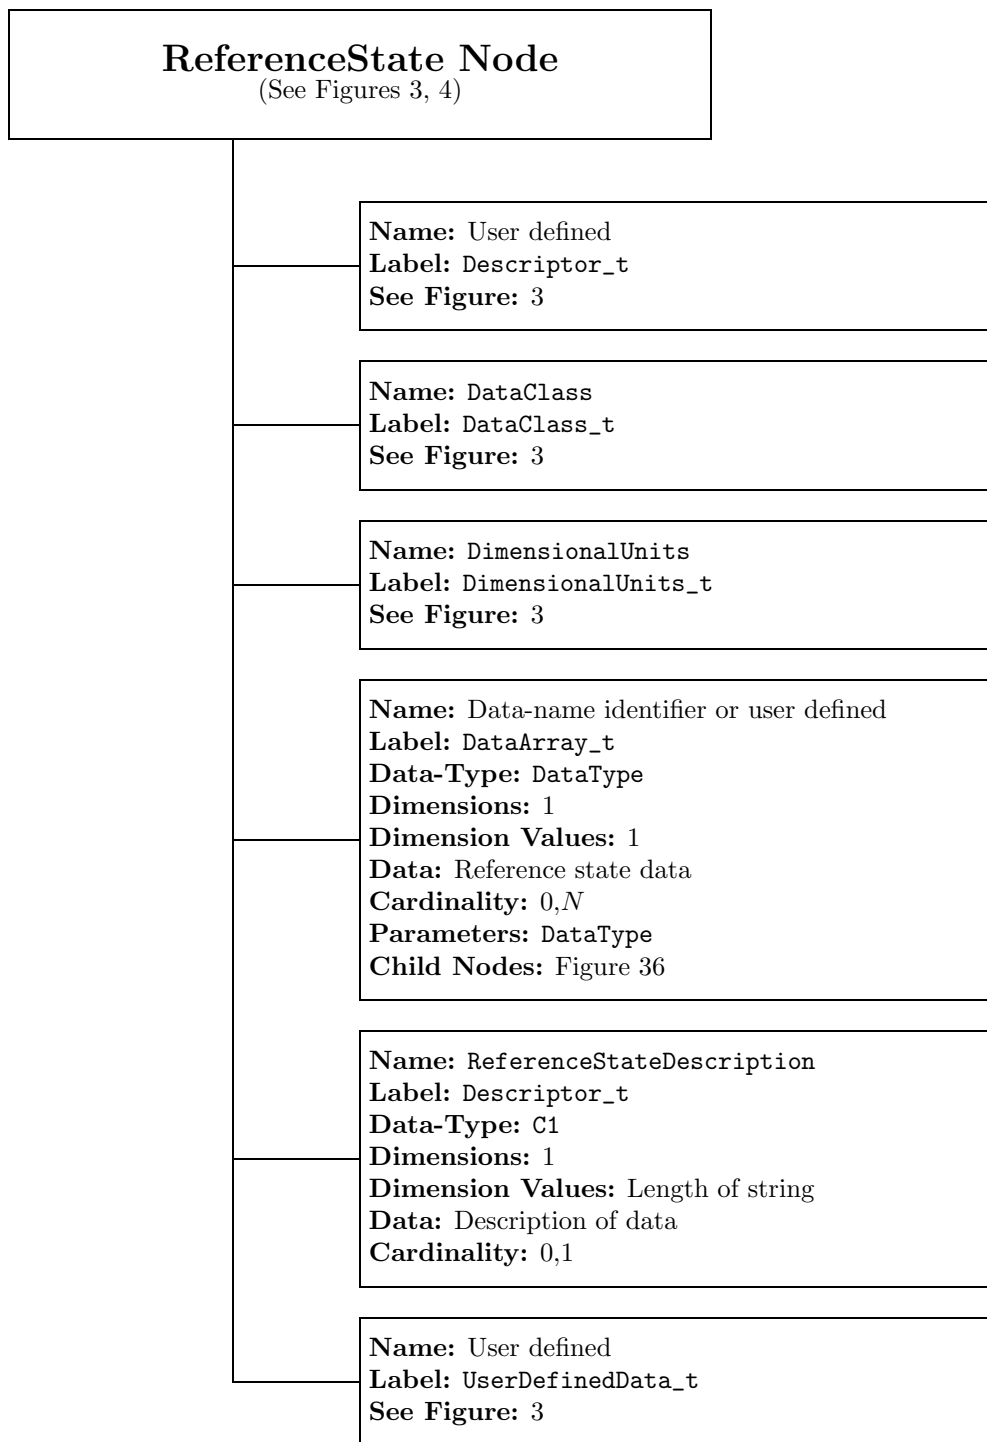 ReferenceState Node
(See Figures 3, 4)
Name: User defined
Label: Descriptor_t
See Figure: 3
Name: DataClass
Label: DataClass_t
See Figure: 3
Name: DimensionalUnits
Label: DimensionalUnits_t
See Figure: 3
Name: Data-name identifier or user defined
Label: DataArray_t
Data-Type: DataType
Dimensions: 1
Dimension Values: 1
Data: Reference state data
Cardinality: 0,N
Parameters: DataType
Child Nodes: Figure 36
Name: ReferenceStateDescription
Label: Descriptor_t
Data-Type: C1
Dimensions: 1
Dimension Values: Length of string
Data: Description of data
Cardinality: 0,1
Name: User defined
Label: UserDefinedData_t
See Figure: 3